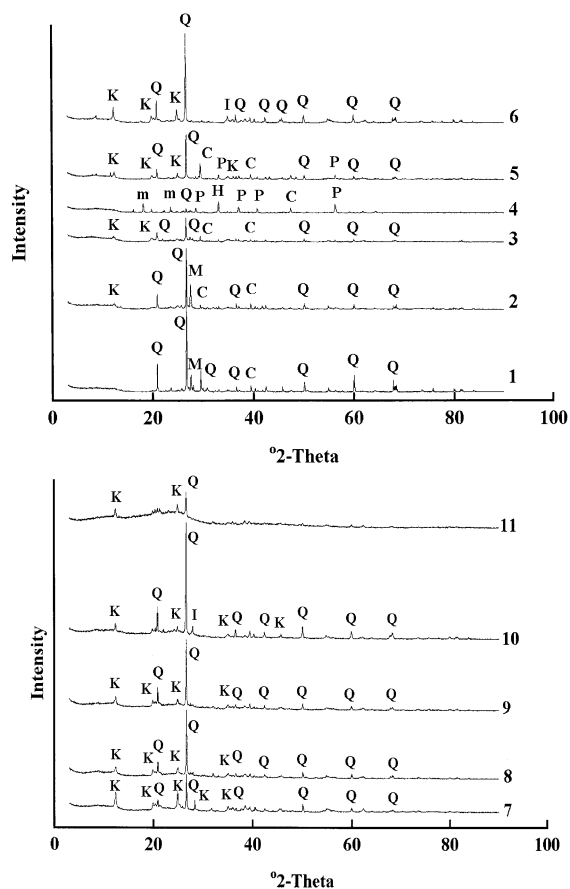 Q
K K Q K I Q Q Q Q Q Q 6
K K Q K Q C P K C Q P Q Q 5
m m Q P H P P C P 4
K K Q Q C C Q Q Q 3
K Q Q M C Q C Q Q Q 2
Q Q M Q Q C Q Q Q 1
Intensity
0 20 40 60 80 100
°2-Theta
K K Q 11
K Q K Q I K Q Q K Q Q Q 10
K K Q K Q K Q Q Q Q Q 9
K K Q K Q K Q Q Q Q Q 8
K K Q K Q K K Q Q Q Q 7
Intensity
0 20 40 60 80 100
°2-Theta